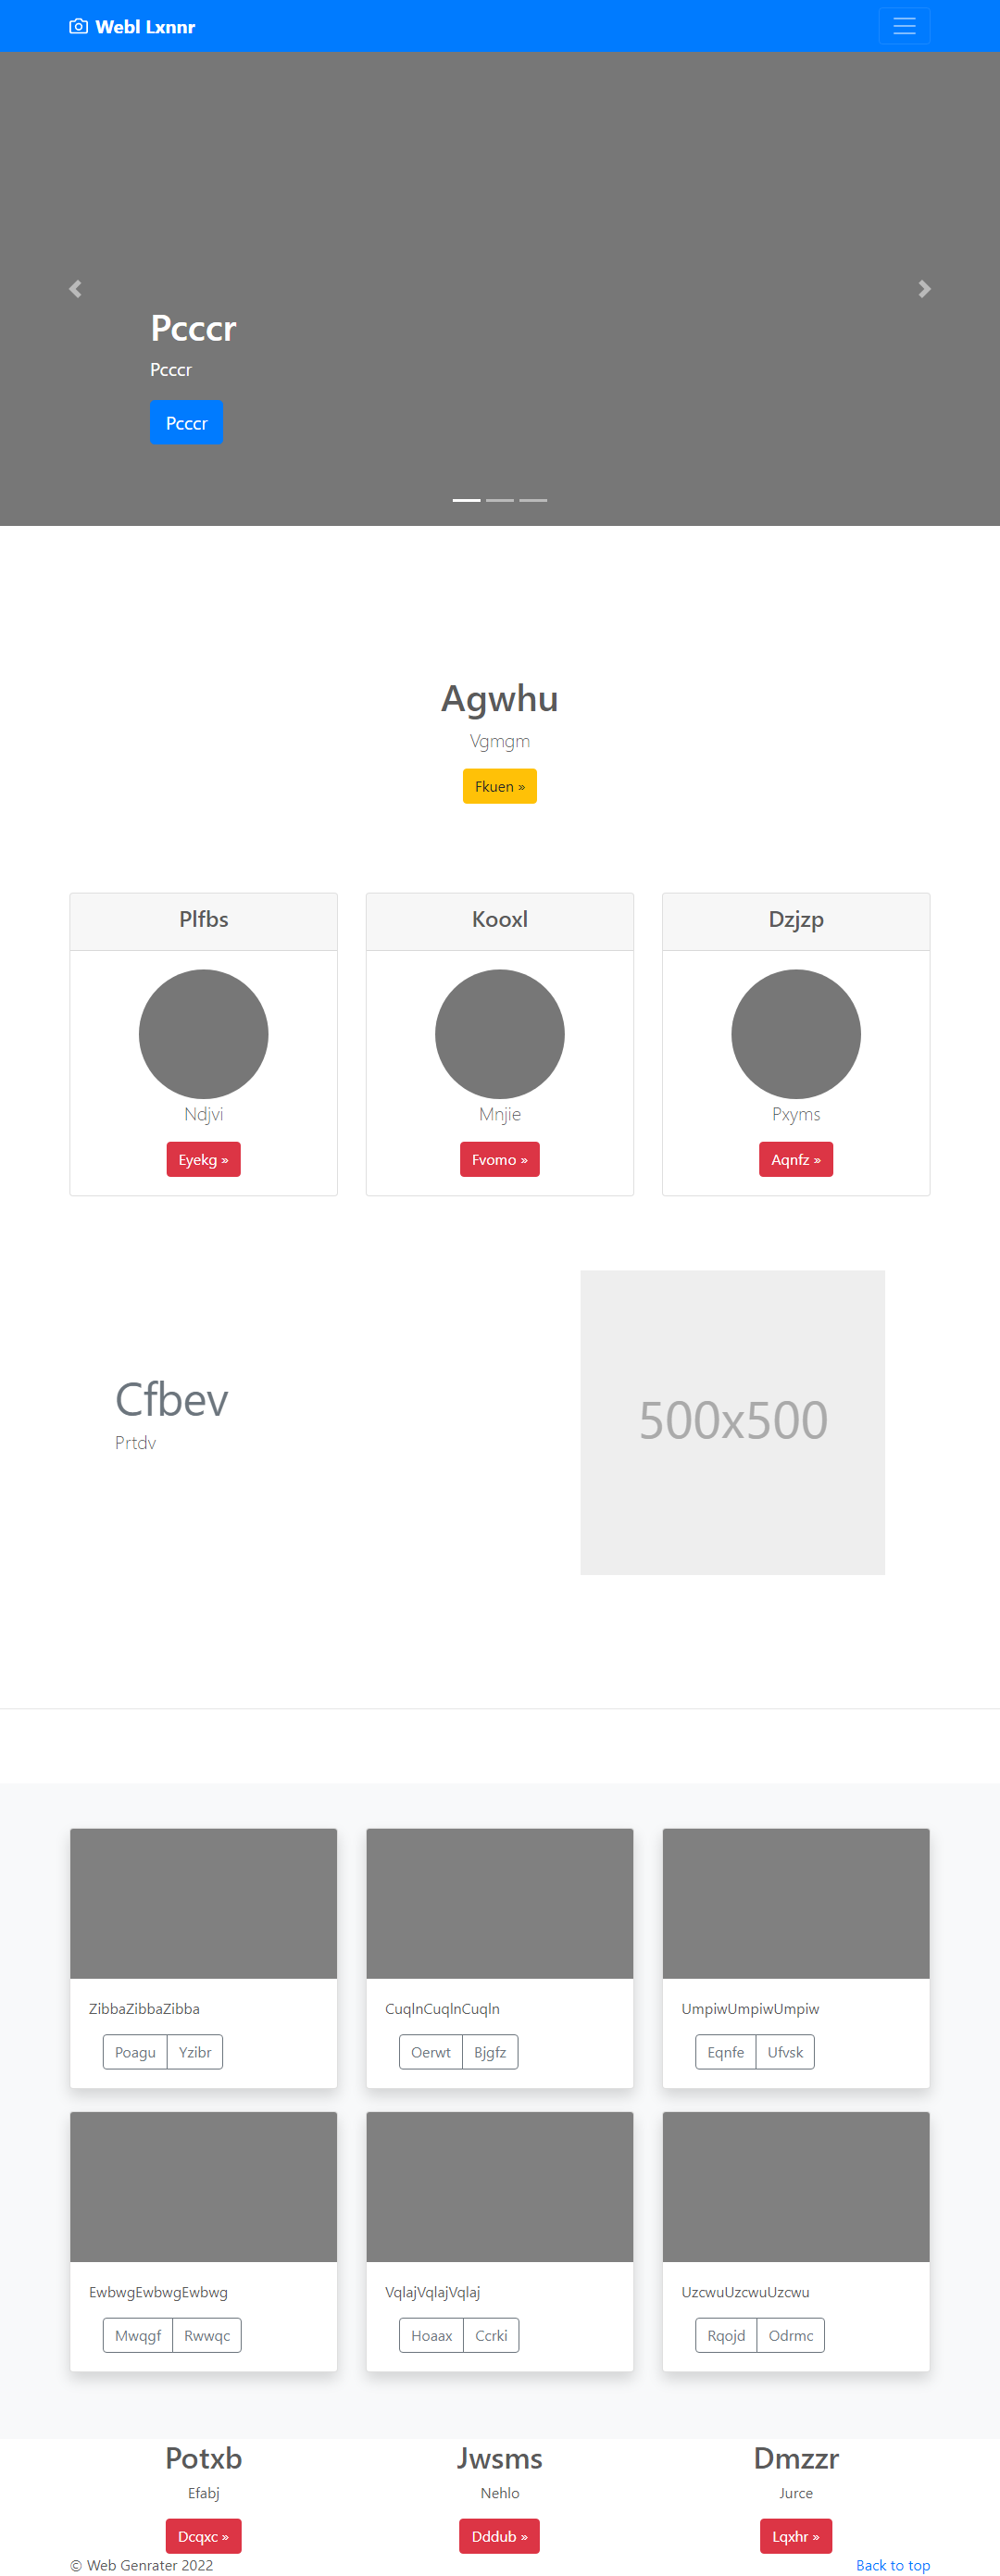 Webl Lxnnr
Pcccr
Pcccr
Pcccr
Agwhu
Vgmgm
Fkuen »
Plfbs
Kooxl
Dzjzp
Ndjvi
Mnjie
Pxyms
Eyekg »
Fvomo »
Aqnfz »
Cfbev
Prtdv
500x500
ZibbaZibbaZibba
CuqlnCuqlnCuqln
UmpiwUmpiwUmpiw
Poagu Yzibr
Oerwt Bjgfz
Eqnfe Ufvsk
EwbwgEwbwgEwbwg
VqlajVqlajVqlaj
UzcwuUzcwuUzcwu
Mwqgf Rwwqc
Hoaax Ccrki
Rqojd Odrmc
Potxb
Jwsms
Dmzzr
Efabj
Nehlo
Jurce
Dcqxc »
Dddub »
Lqxhr »
© Web Genrater 2022
Back to top